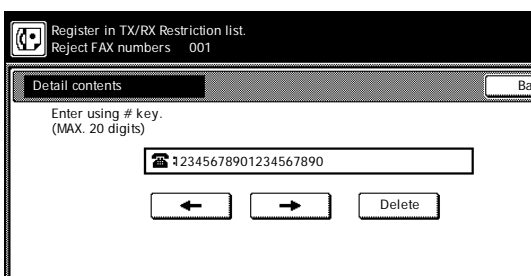 Register in TX/RX Restriction list.
Reject FAX numbers 001
Detail contents
Ba
Enter using # key.
(MAX. 20 digits)
12345678901234567890
Delete